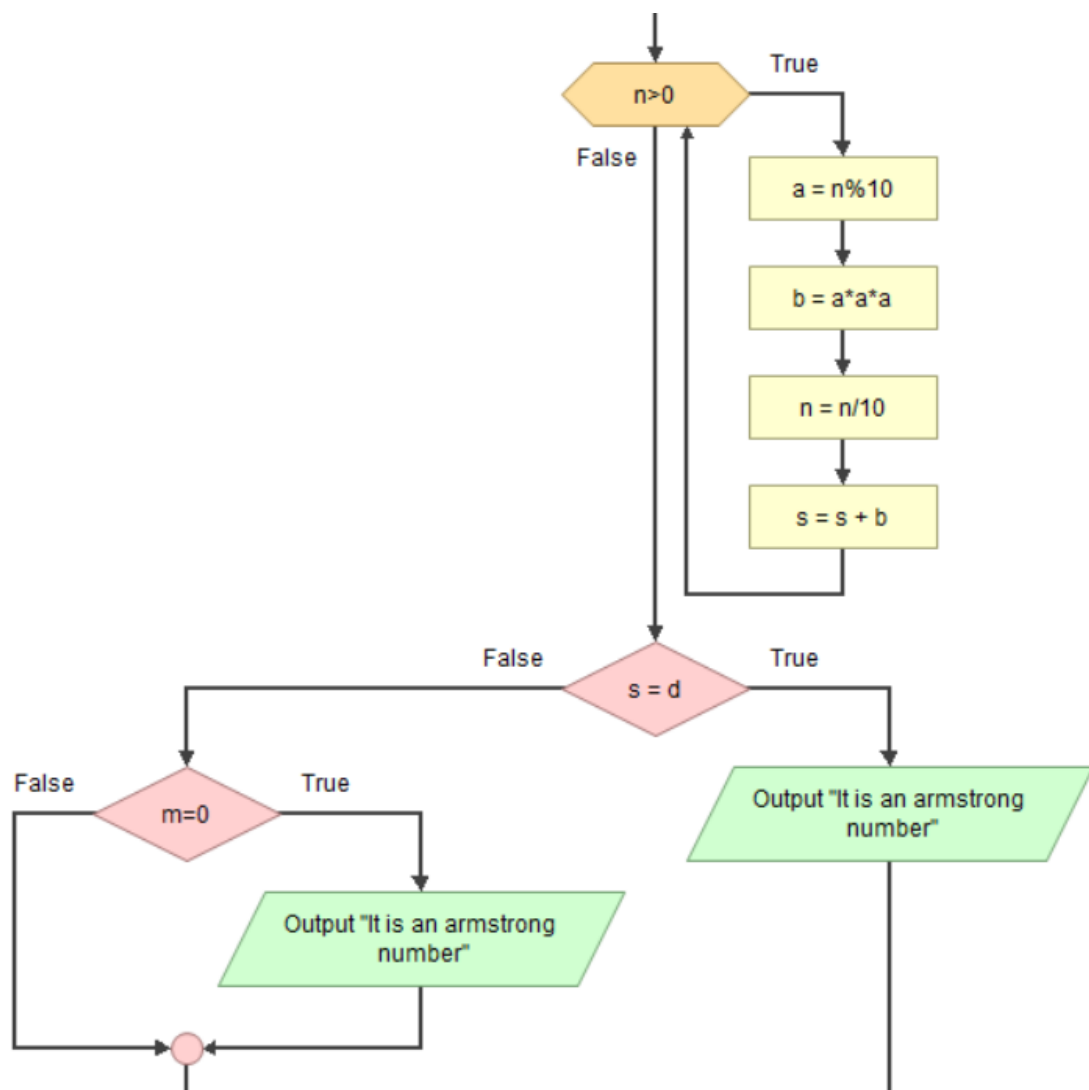 n>0
True
False
a = n%10
b = a*a*a
n = n/10
s = s + b
False
s = d
True
False
m=0
True
Output "It is an armstrong
number"
Output "It is an armstrong
number"